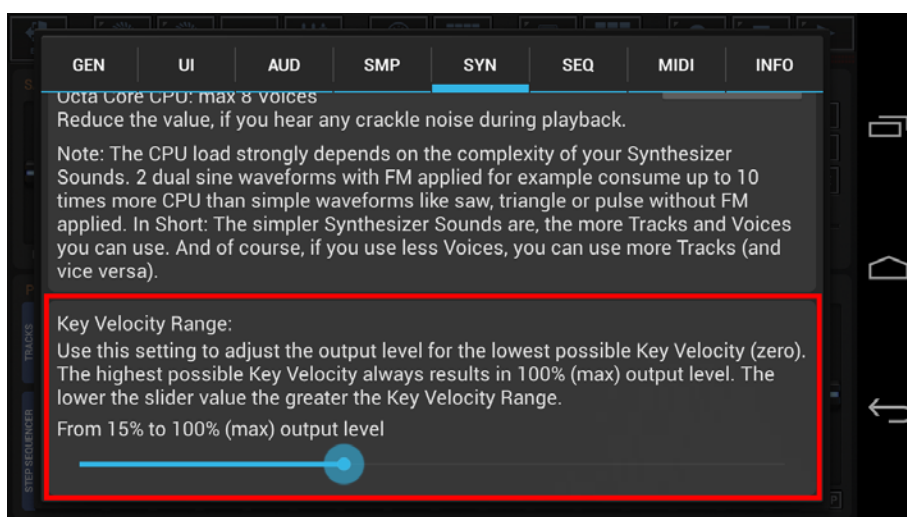 GEN UI AUD SMP SYN SEQ MIDI INFO
Octa Core CPU: max 8 Voices
Reduce the value, if you hear any crackle noise during playback.
Note: The CPU load strongly depends on the complexity of your Synthesizer
Sounds. 2 dual sine waveforms with FM applied for example consume up to 10
times more CPU than simple waveforms like saw, triangle or pulse without FM
applied. In Short: The simpler Synthesizer Sounds are, the more Tracks and Voices
you can use. And of course, if you use less Voices, you can use more Tracks (and
vice versa).
Key Velocity Range:
Use this setting to adjust the output level for the lowest possible Key Velocity (zero).
The highest possible Key Velocity always results in 100% (max) output level. The
lower the slider value the greater the Key Velocity Range.
From 15% to 100% (max) output level
TRACKS
STEP SEQUENCER